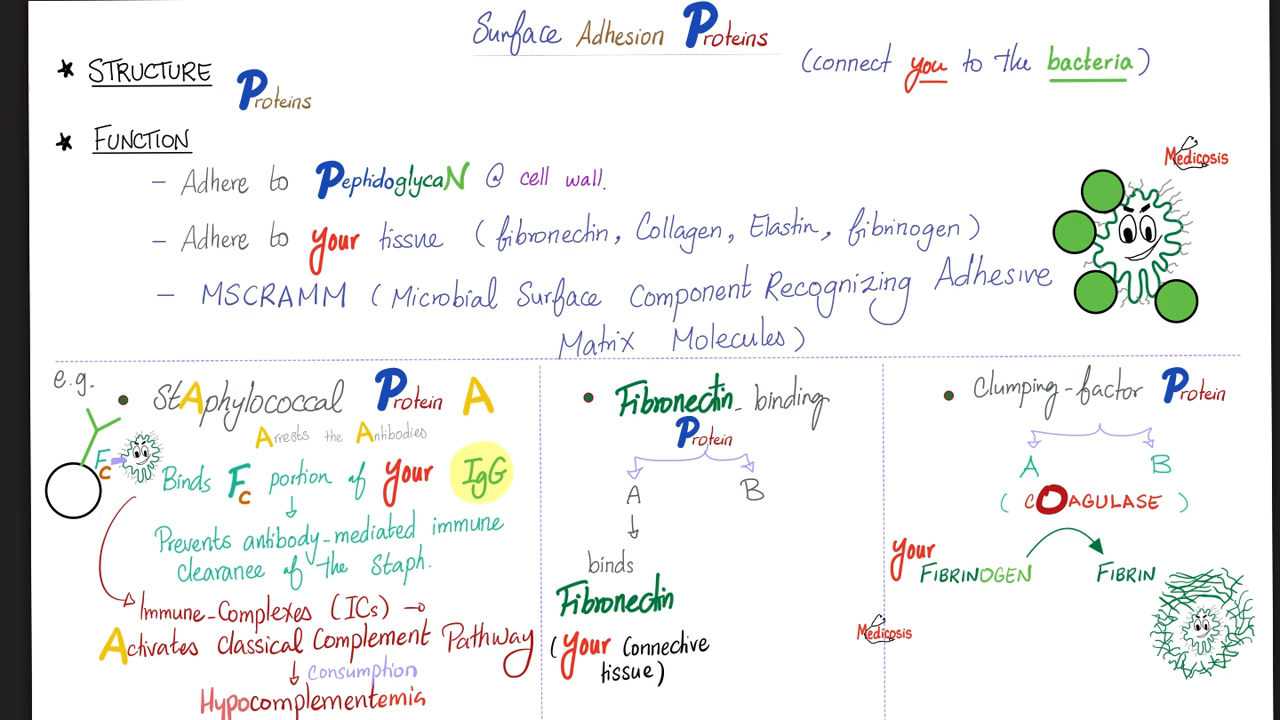 Surface Adhesion Proteins
(connect you to the bacteria)
★ STRUCTURE
Proteins
★ FUNCTION
Medicosis
– Adhere to PephidoglycaN @ cell wall.
– Adhere to your tissue (fibronectin, Collagen, Elastin, fibrinogen)
– MSCRAMM (Microbial Surface Component Recognizing Adhesive
Matrix Molecules)
e.g.
• StAphylococcal Protein A
Arrests the Antibodies
Fc
Binds Fc portion of your IgG
↓
Prevents antibody-mediated immune
clearance of the Staph.
Immune-Complexes (ICs) →
Activates Classical Complement Pathway
↓ Consumption
Hypocomplementemia
• Fibronectin-binding
Protein
A B
↓
binds
Fibronectin
(your Connective
tissue)
• Clumping-factor Protein
A B
(COAGULASE)
your
FIBRINOGEN FIBRIN
Medicosis